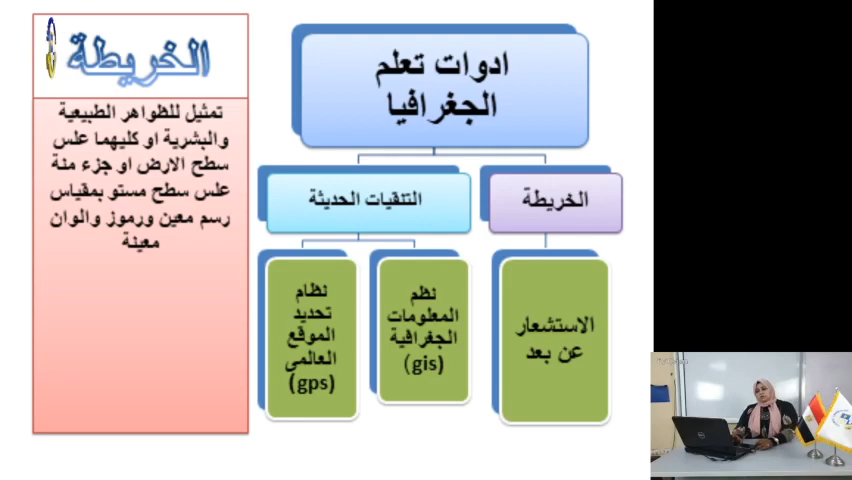 الخريطة
تمثيل للظواهر الطبيعية
والبشرية او كليهما علس
سطح الارض او جزء منة
علس سطح مستو بمقياس
رسم معين ورموز والوان
معينة
ادوات تعلم
الجغرافيا
الخريطة
التنقيات الحديثة
الاستشعار
عن بعد
نظم
المعلومات
الجغرافية
(gis)
نظام
تحديد
الموقع
العالمى
(gps)